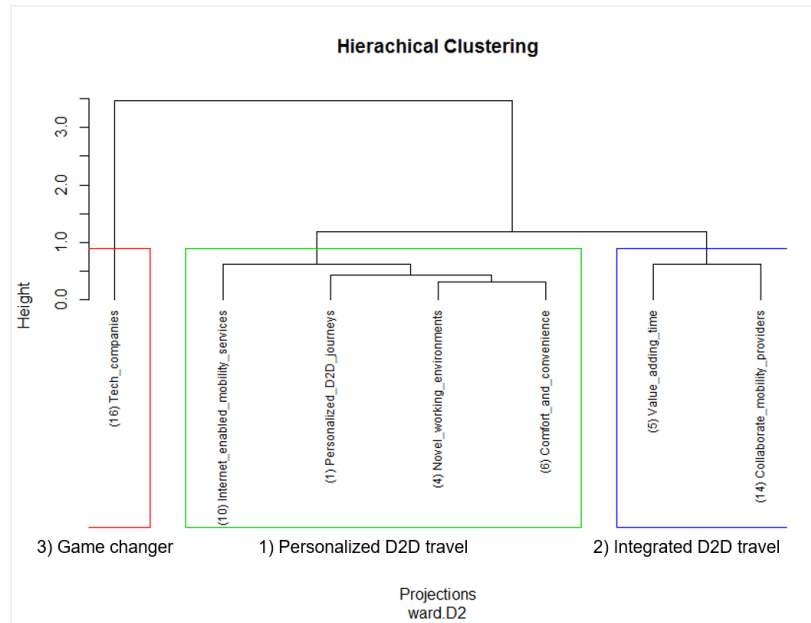 Hierachical Clustering
Height
3.0
2.0
1.0
0.0
(16) Tech_companies
(10) Internet_enabled_mobility_services
(1) Personalized_D2D_journeys
(4) Novel_working_environments
(6) Comfort_and_convenience
(5) Value_adding_time
(14) Collaborate_mobility_providers
3) Game changer
1) Personalized D2D travel
2) Integrated D2D travel
Projections
ward.D2